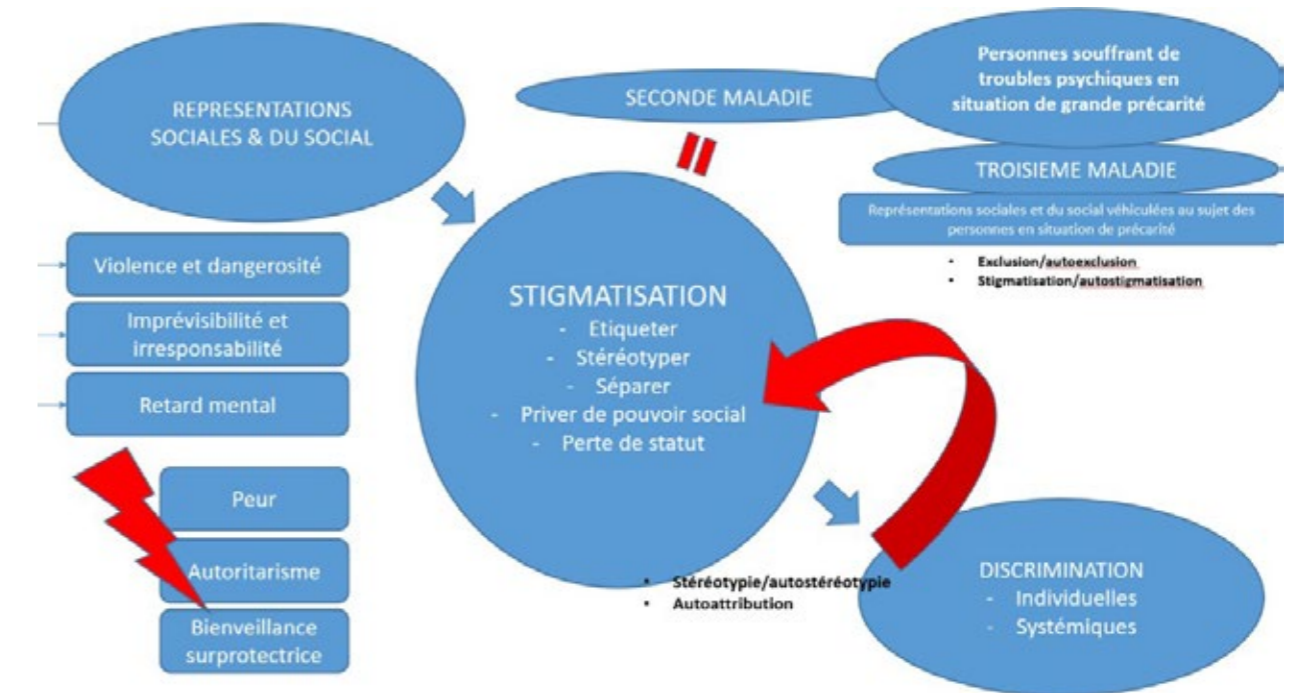 REPRESENTATIONS
SOCIALES & DU SOCIAL
Violence et dangerosité
Imprévisibilité et
irresponsabilité
Retard mental
Peur
Autoritarisme
Bienveillance
surprotectrice
SECONDE MALADIE
STIGMATISATION
- Etiqueter
- Stéréotyper
- Séparer
- Priver de pouvoir social
- Perte de statut
• Stéréotypie/autostéréotypie
• Autoattribution
Personnes souffrant de
troubles psychiques en
situation de grande précarité
TROISIEME MALADIE
Représentations sociales et du social véhiculées au sujet des
personnes en situation de précarité
• Exclusion/autoexclusion
• Stigmatisation/autostigmatisation
DISCRIMINATION
- Individuelles
- Systémiques